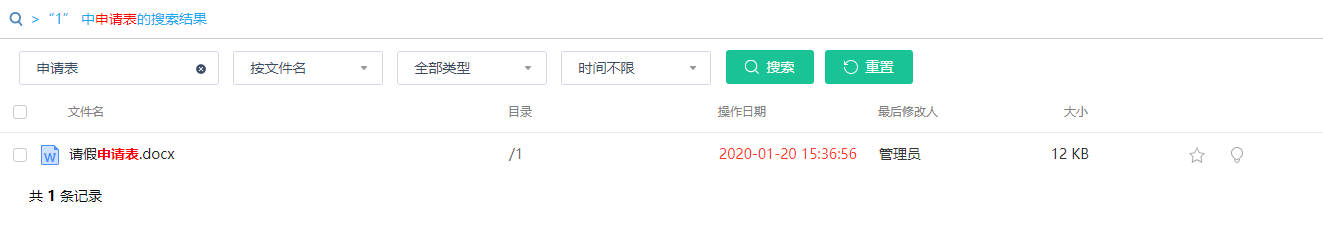 > “1” 中申请表的搜索结果
申请表 按文件名 全部类型 时间不限 搜索 重置
文件名 目录 操作日期 最后修改人 大小
W 请假申请表.docx /1 2020-01-20 15:36:56 管理员 12 KB
共 1 条记录